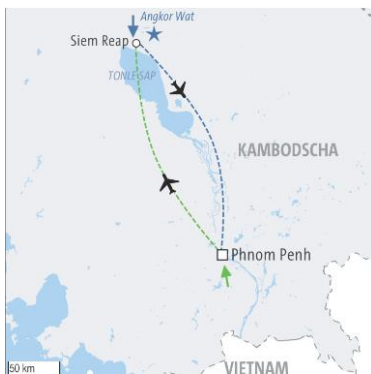 Angkor Wat
Siem Reap
TONLE SAP
KAMBODSCHA
Phnom Penh
50 km
VIETNAM